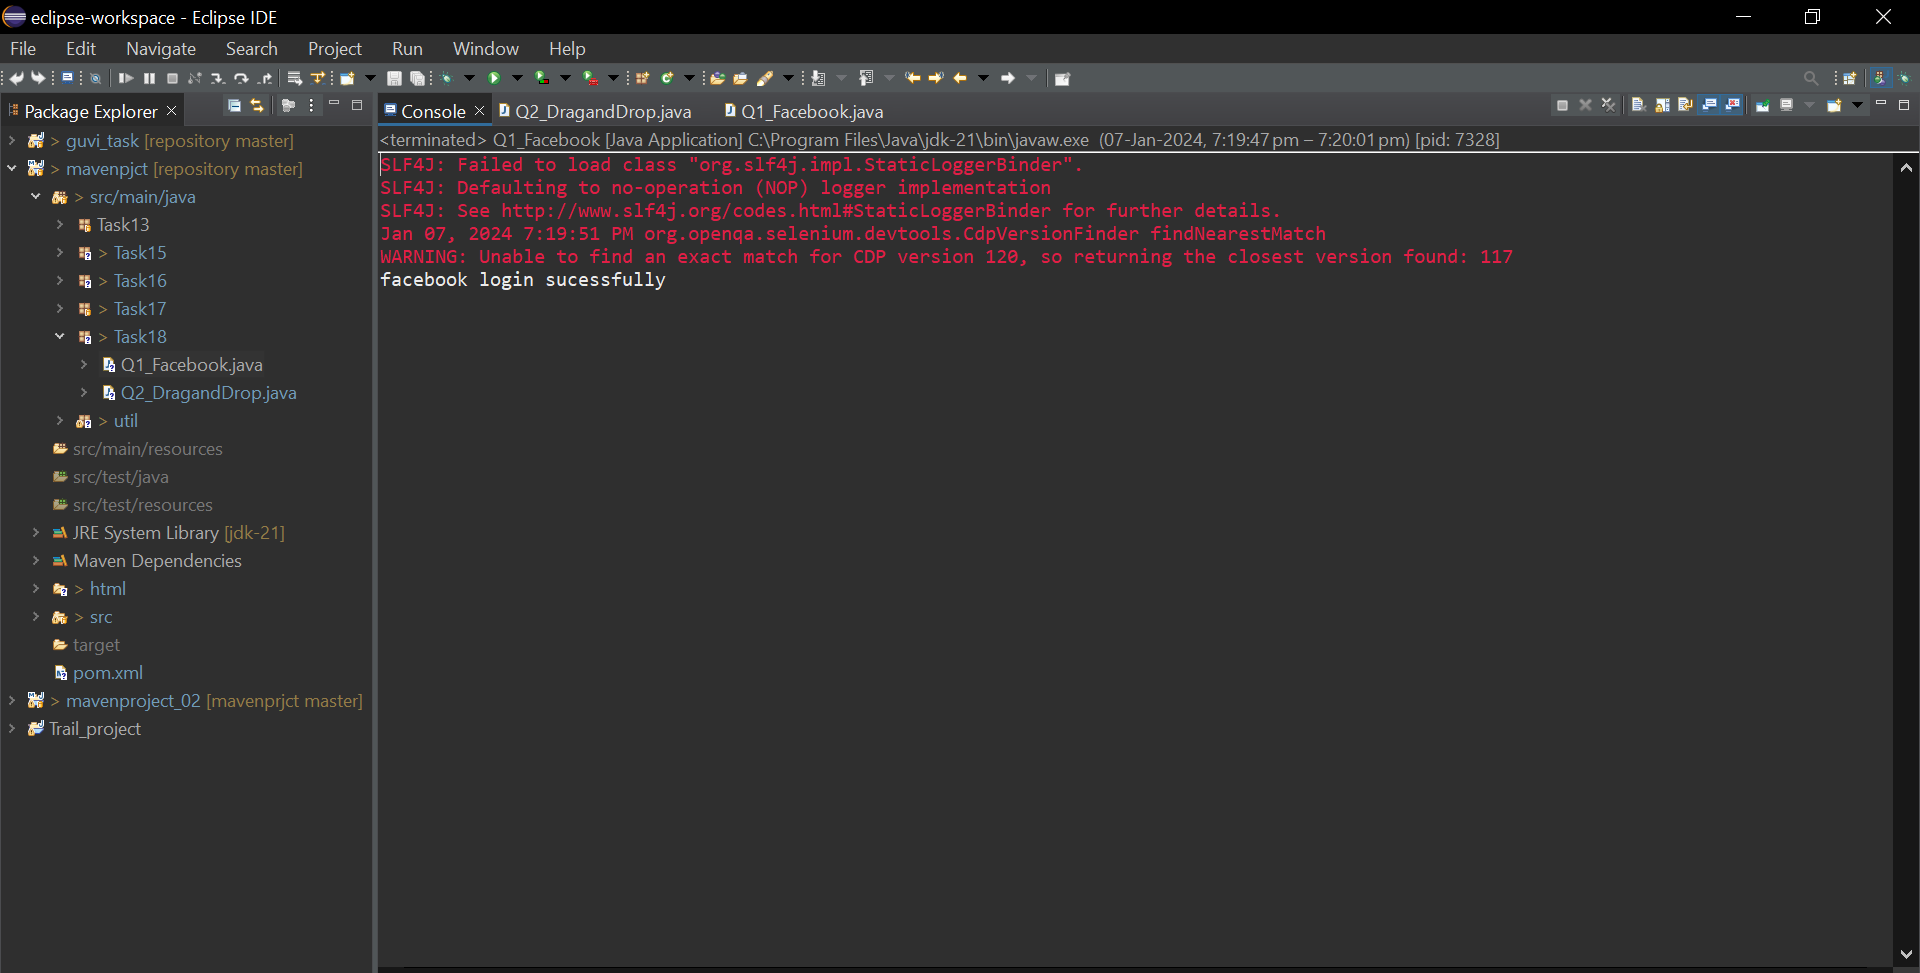 eclipse-workspace - Eclipse IDE
File Edit Navigate Search Project Run Window Help
Package Explorer
Console Q2_DragandDrop.java Q1_Facebook.java
<terminated> Q1_Facebook [Java Application] C:\Program Files\Java\jdk-21\bin\javaw.exe (07-Jan-2024, 7:19:47 pm – 7:20:01 pm) [pid: 7328]
> guvi_task [repository master]
> mavenpjct [repository master]
> src/main/java
Task13
> Task15
> Task16
> Task17
> Task18
Q1_Facebook.java
Q2_DragandDrop.java
> util
src/main/resources
src/test/java
src/test/resources
JRE System Library [jdk-21]
Maven Dependencies
> html
> src
target
pom.xml
> mavenproject_02 [mavenprjct master]
Trail_project
SLF4J: Failed to load class "org.slf4j.impl.StaticLoggerBinder".
SLF4J: Defaulting to no-operation (NOP) logger implementation
SLF4J: See http://www.slf4j.org/codes.html#StaticLoggerBinder for further details.
Jan 07, 2024 7:19:51 PM org.openqa.selenium.devtools.CdpVersionFinder findNearestMatch
WARNING: Unable to find an exact match for CDP version 120, so returning the closest version found: 117
facebook login sucessfully